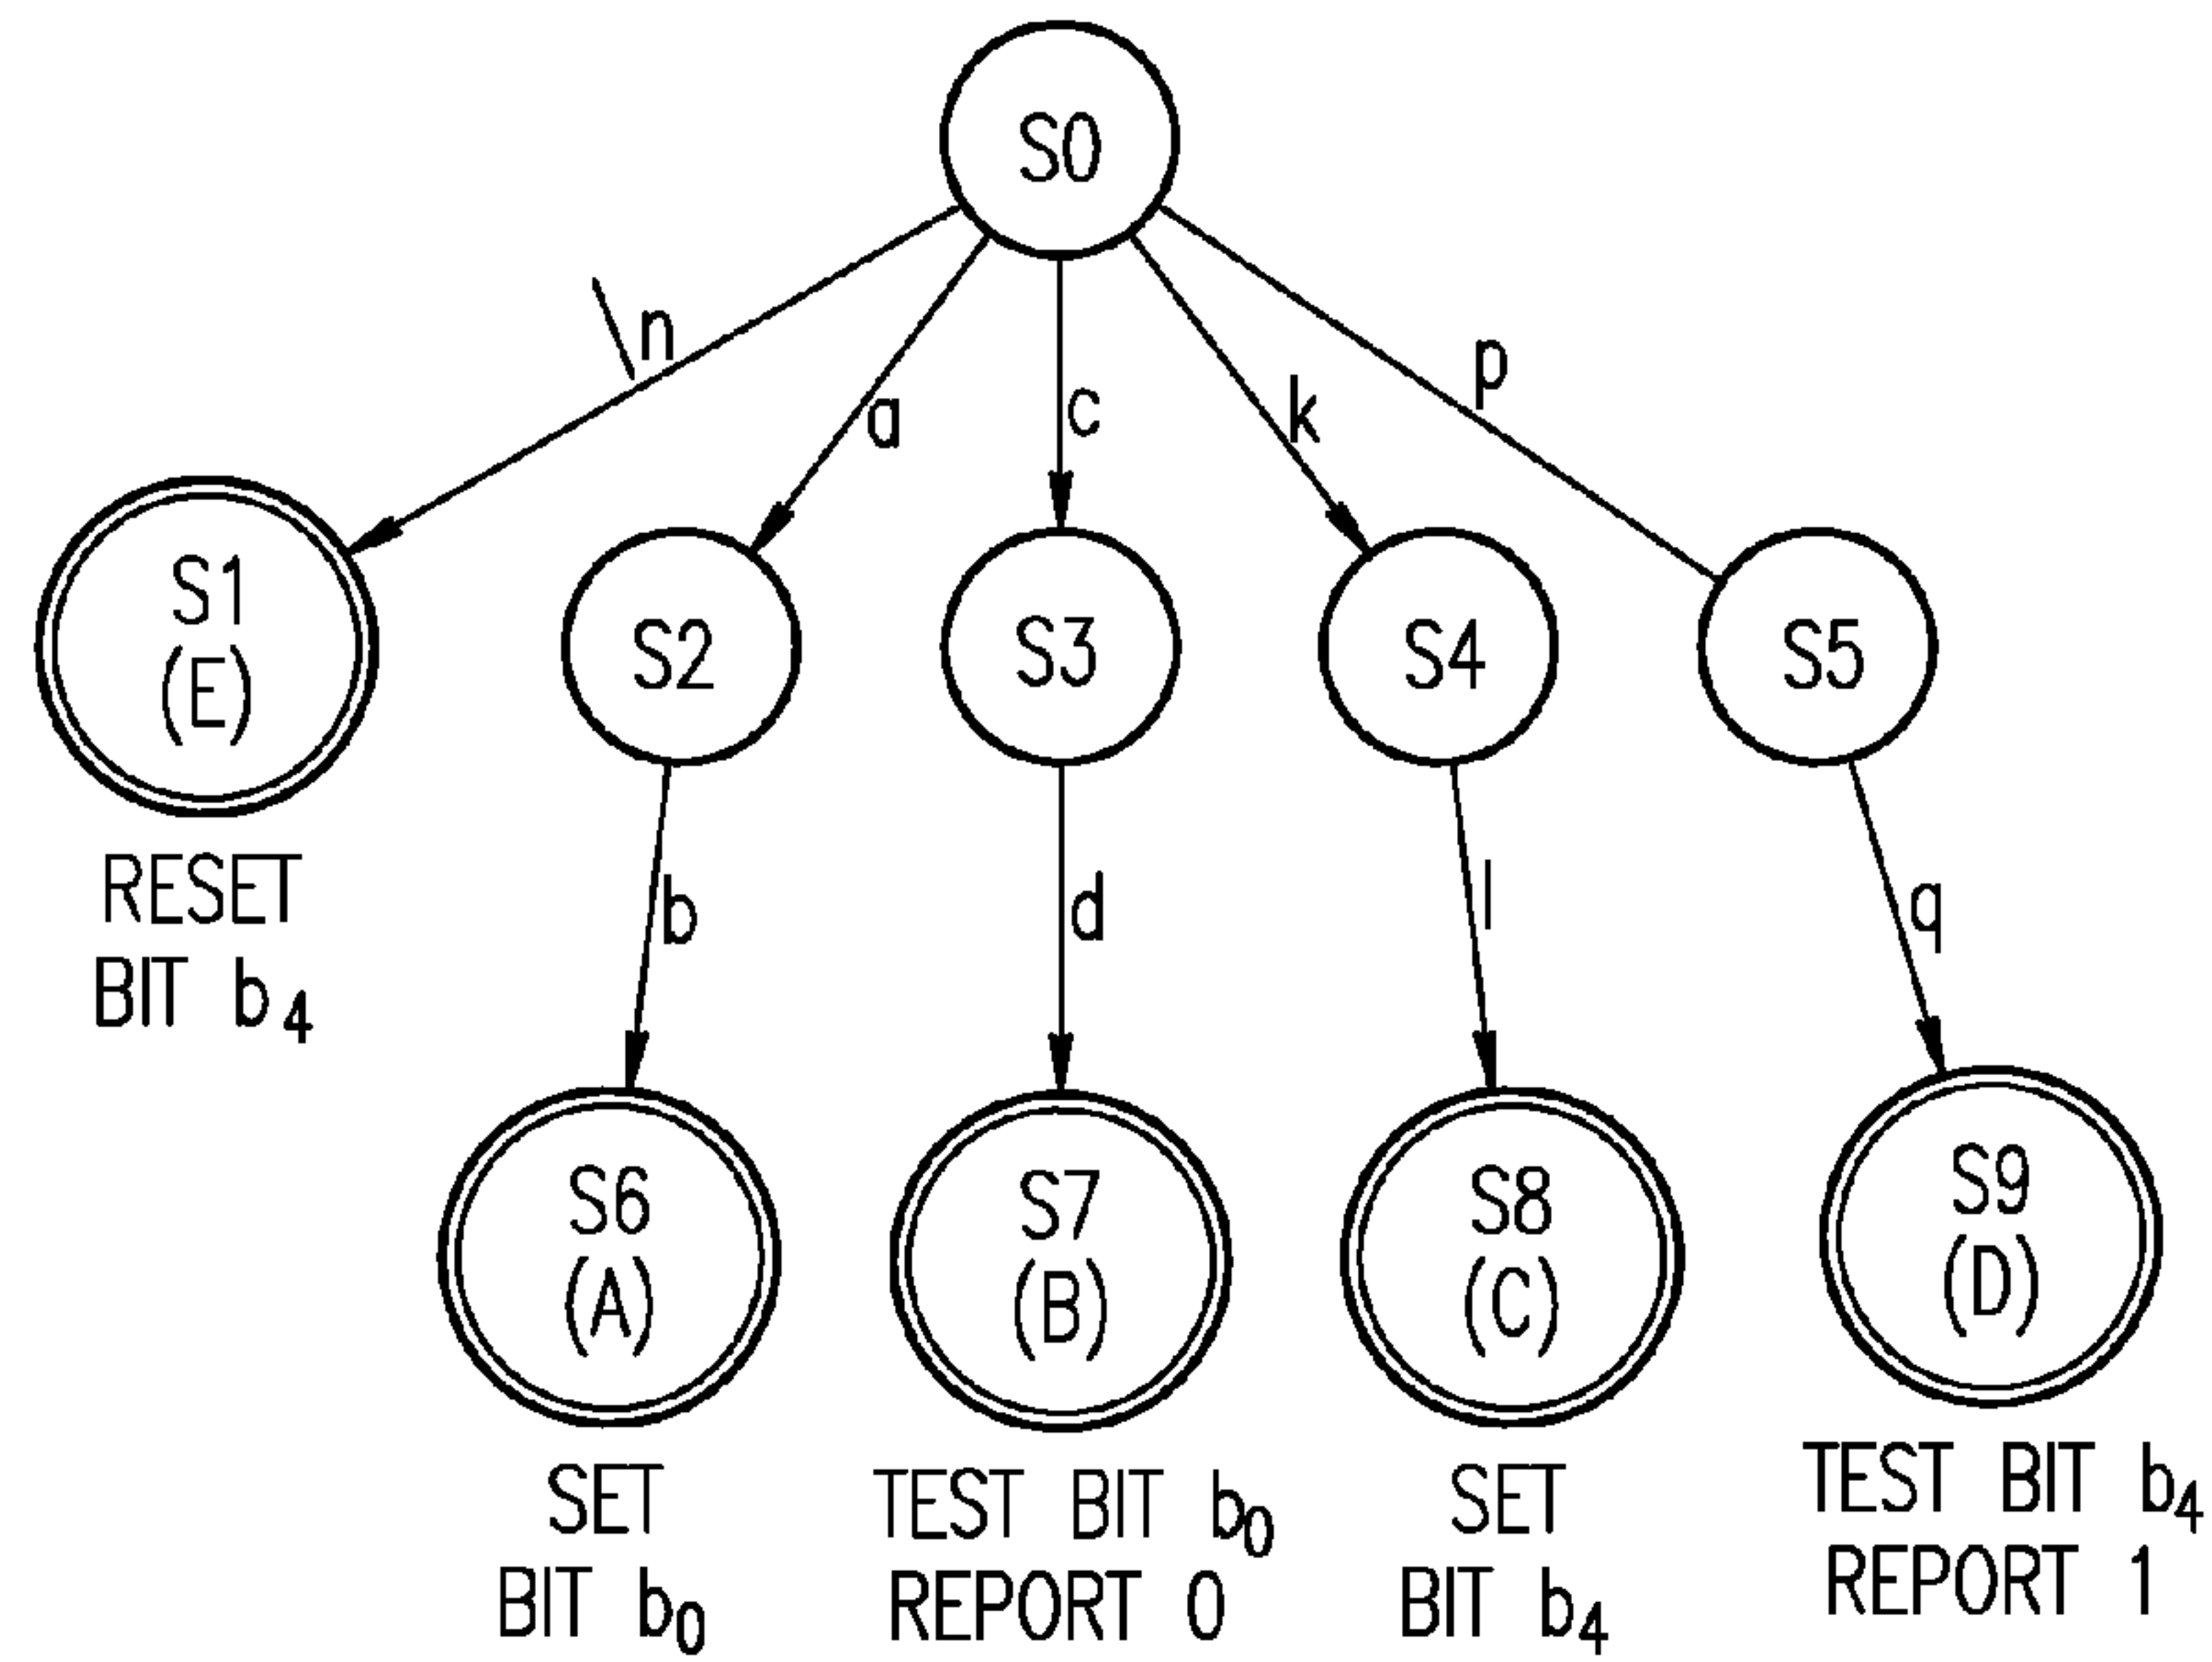 S0
\n
a
c
k
p
S1
(E)
S2
S3
S4
S5
RESET
BIT b4
b
d
l
q
S6
(A)
S7
(B)
S8
(C)
S9
(D)
SET
BIT b0
TEST BIT b0
REPORT 0
SET
BIT b4
TEST BIT b4
REPORT 1